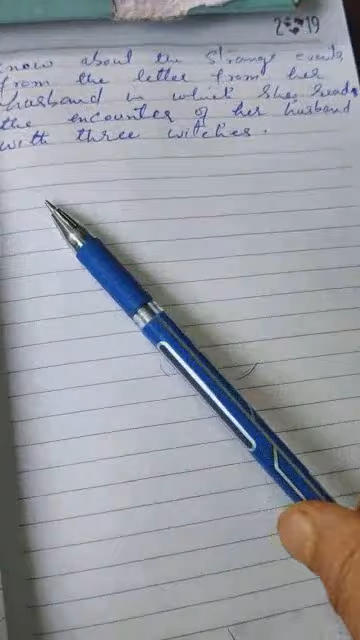 2019
know about the strange events
from the letter from her
husband in which she reads
the encounter of her husband
with three witches.